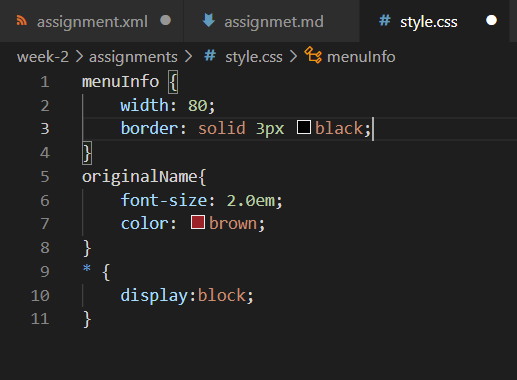 assignment.xml assignmet.md # style.css
week-2 > assignments > # style.css > menuInfo
1 menuInfo {
2 width: 80;
3 border: solid 3px black;
4 }
5 originalName{
6 font-size: 2.0em;
7 color: brown;
8 }
9 * {
10 display:block;
11 }